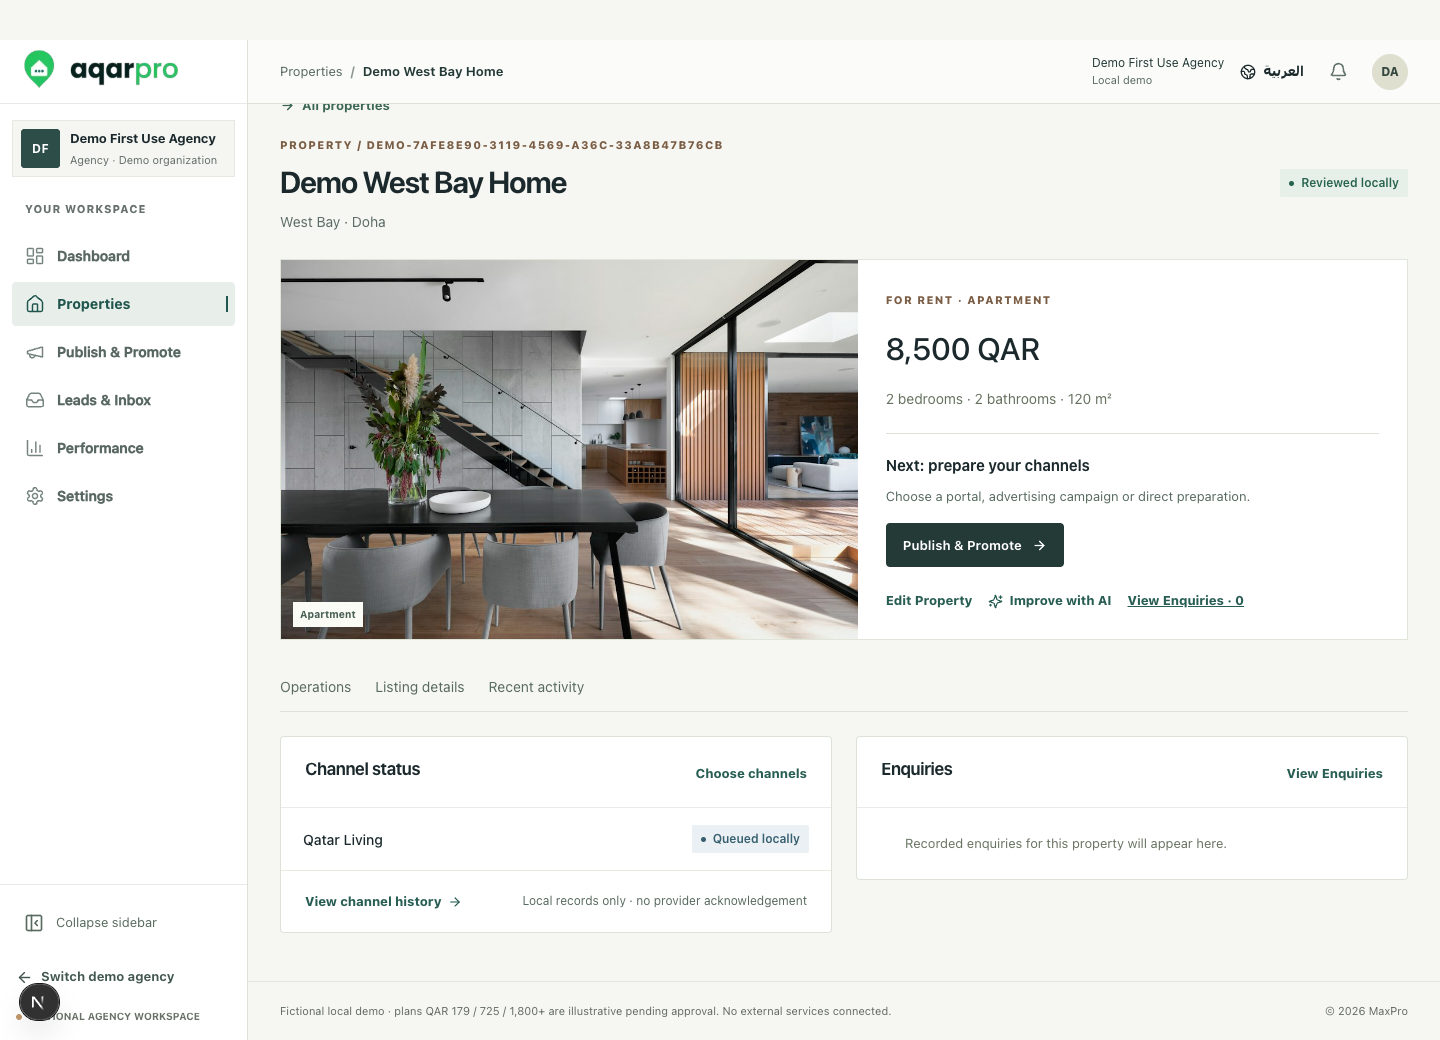 aqarpro
Properties / Demo West Bay Home
Demo First Use Agency
Local demo
العربية
DA
DF
Demo First Use Agency
Agency · Demo organization
YOUR WORKSPACE
Dashboard
Properties
Publish & Promote
Leads & Inbox
Performance
Settings
Collapse sidebar
Switch demo agency
N
IONAL AGENCY WORKSPACE
All properties
PROPERTY / DEMO-7AFE8E90-3119-4569-A36C-33A8B47B76CB
Demo West Bay Home
Reviewed locally
West Bay · Doha
Apartment
FOR RENT · APARTMENT
8,500 QAR
2 bedrooms · 2 bathrooms · 120 m²
Next: prepare your channels
Choose a portal, advertising campaign or direct preparation.
Publish & Promote
Edit Property Improve with AI View Enquiries · 0
Operations Listing details Recent activity
Channel status
Choose channels
Qatar Living
Queued locally
View channel history
Local records only · no provider acknowledgement
Enquiries
View Enquiries
Recorded enquiries for this property will appear here.
Fictional local demo · plans QAR 179 / 725 / 1,800+ are illustrative pending approval. No external services connected.
© 2026 MaxPro